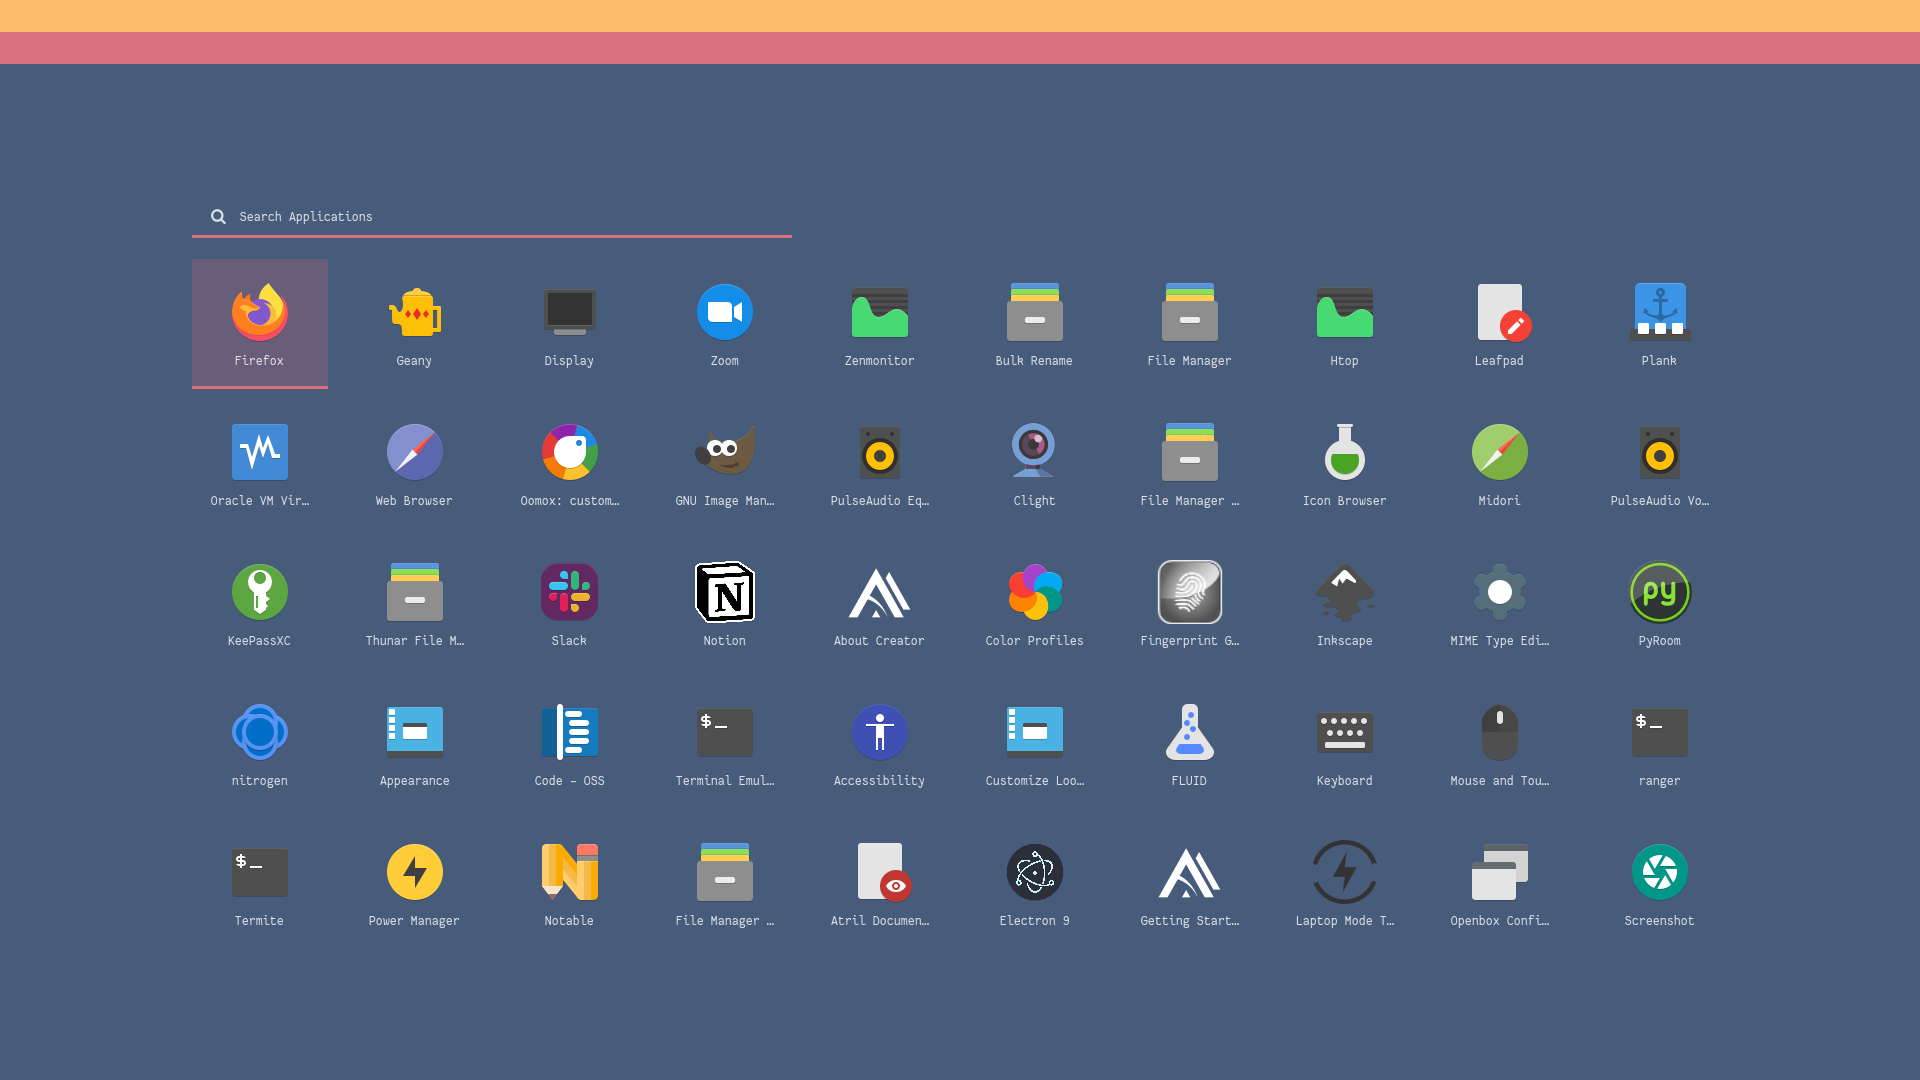 Search Applications
Firefox
Geany
Display
Zoom
Zenmonitor
Bulk Rename
File Manager
Htop
Leafpad
Plank
Oracle VM Vir…
Web Browser
Oomox: custom…
GNU Image Man…
PulseAudio Eq…
Clight
File Manager …
Icon Browser
Midori
PulseAudio Vo…
N
py
KeePassXC
Thunar File M…
Slack
Notion
About Creator
Color Profiles
Fingerprint G…
Inkscape
MIME Type Edi…
PyRoom
$ _
$ _
nitrogen
Appearance
Code - OSS
Terminal Emul…
Accessibility
Customize Loo…
FLUID
Keyboard
Mouse and Tou…
ranger
$ _
Termite
Power Manager
Notable
File Manager …
Atril Documen…
Electron 9
Getting Start…
Laptop Mode T…
Openbox Confi…
Screenshot